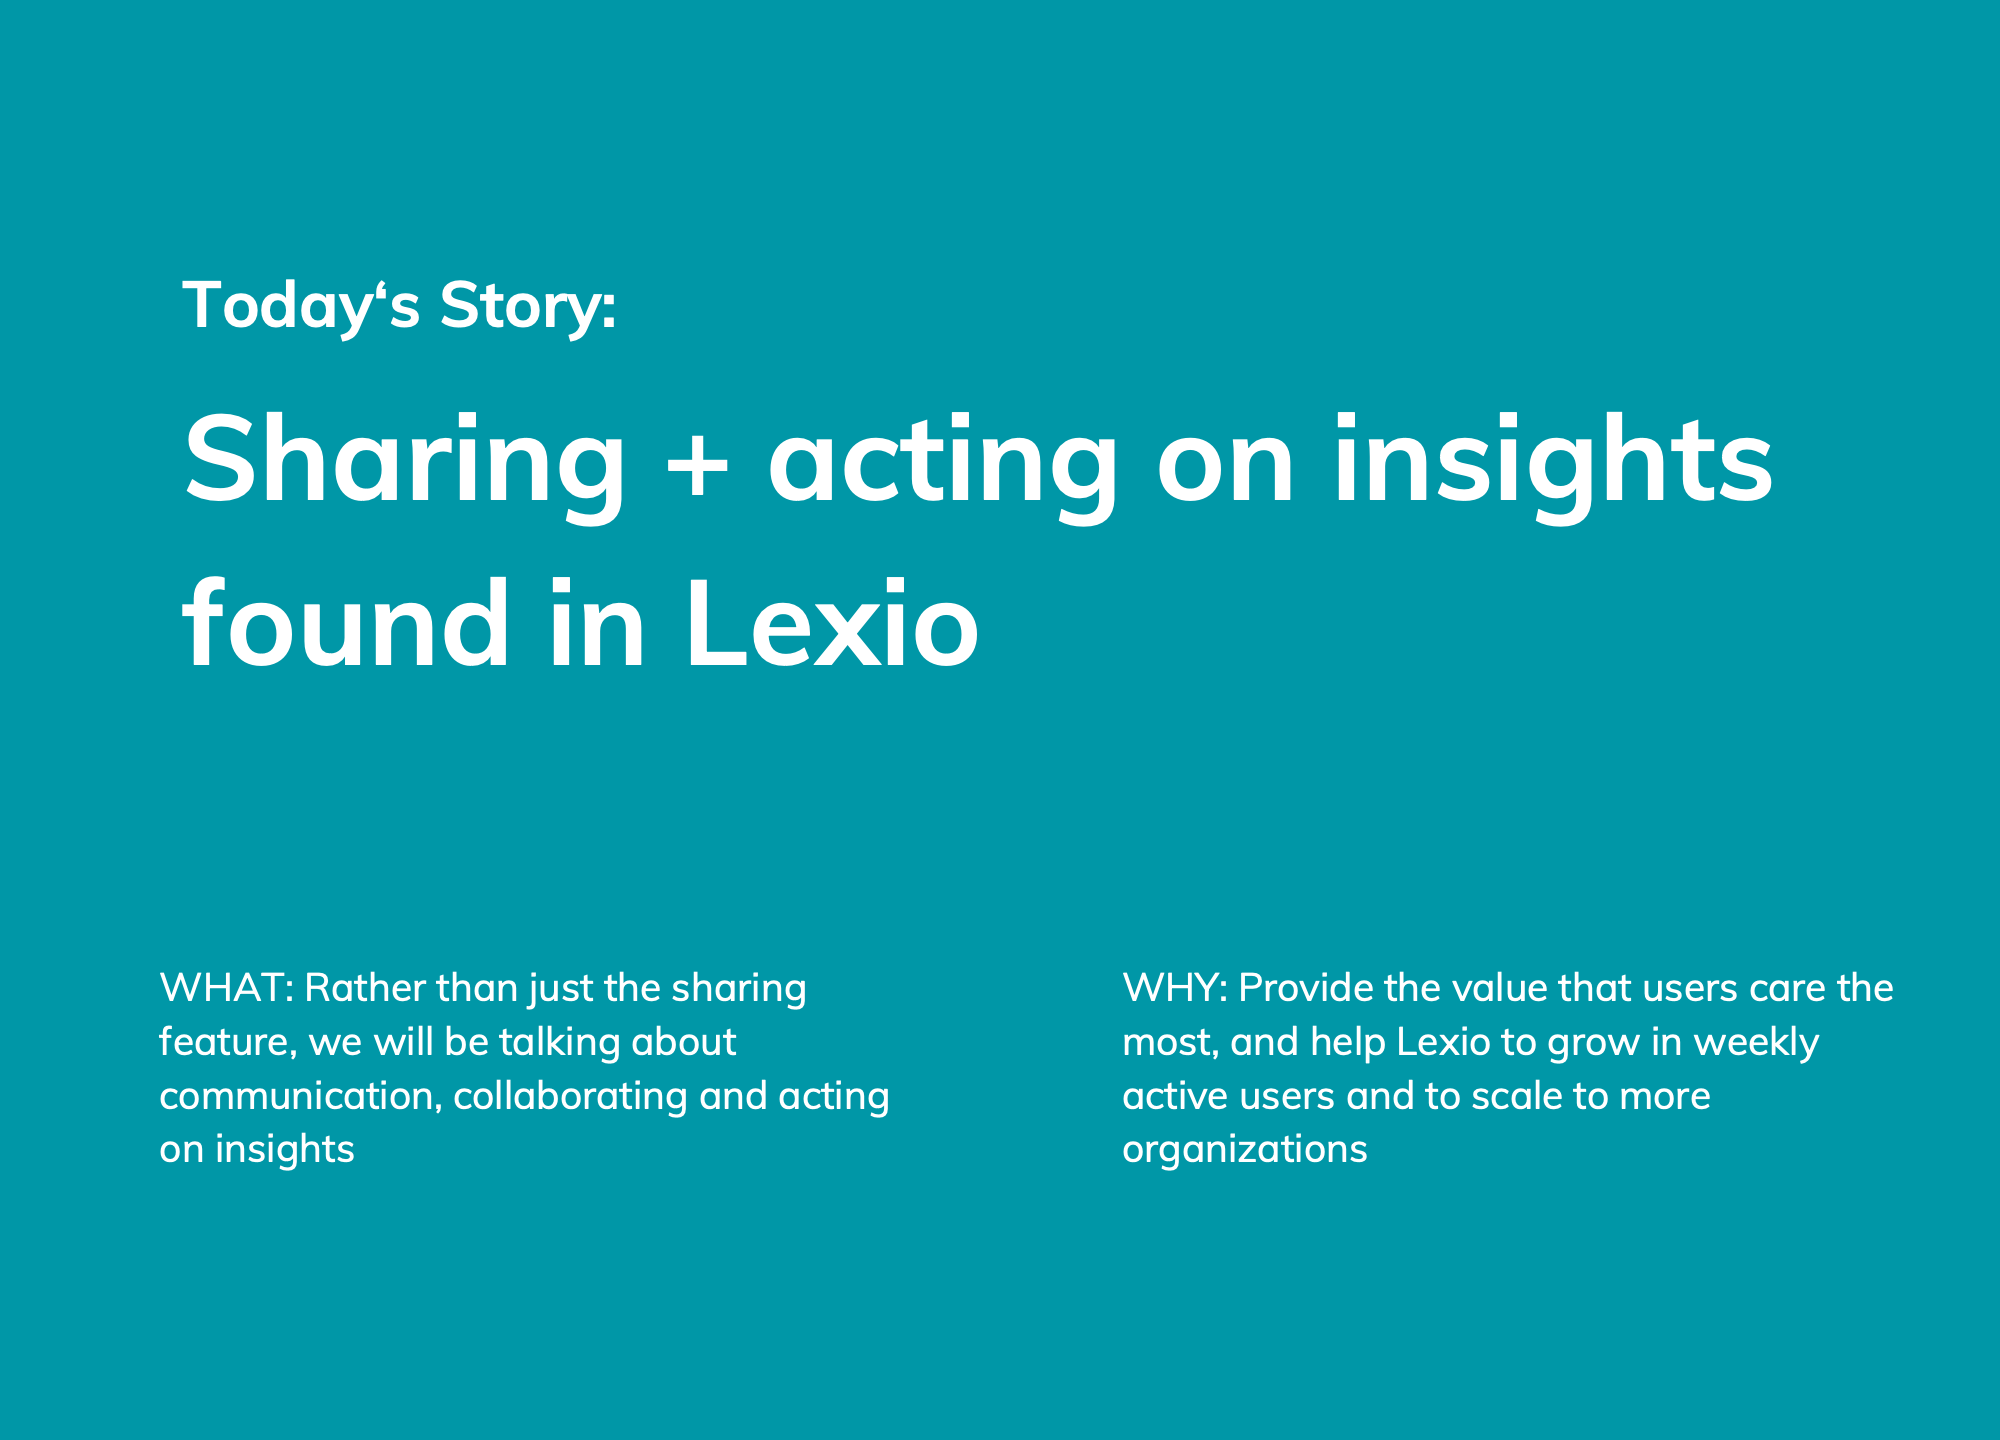 Today‘s Story:
Sharing + acting on insights
found in Lexio
WHAT: Rather than just the sharing
feature, we will be talking about
communication, collaborating and acting
on insights
WHY: Provide the value that users care the
most, and help Lexio to grow in weekly
active users and to scale to more
organizations